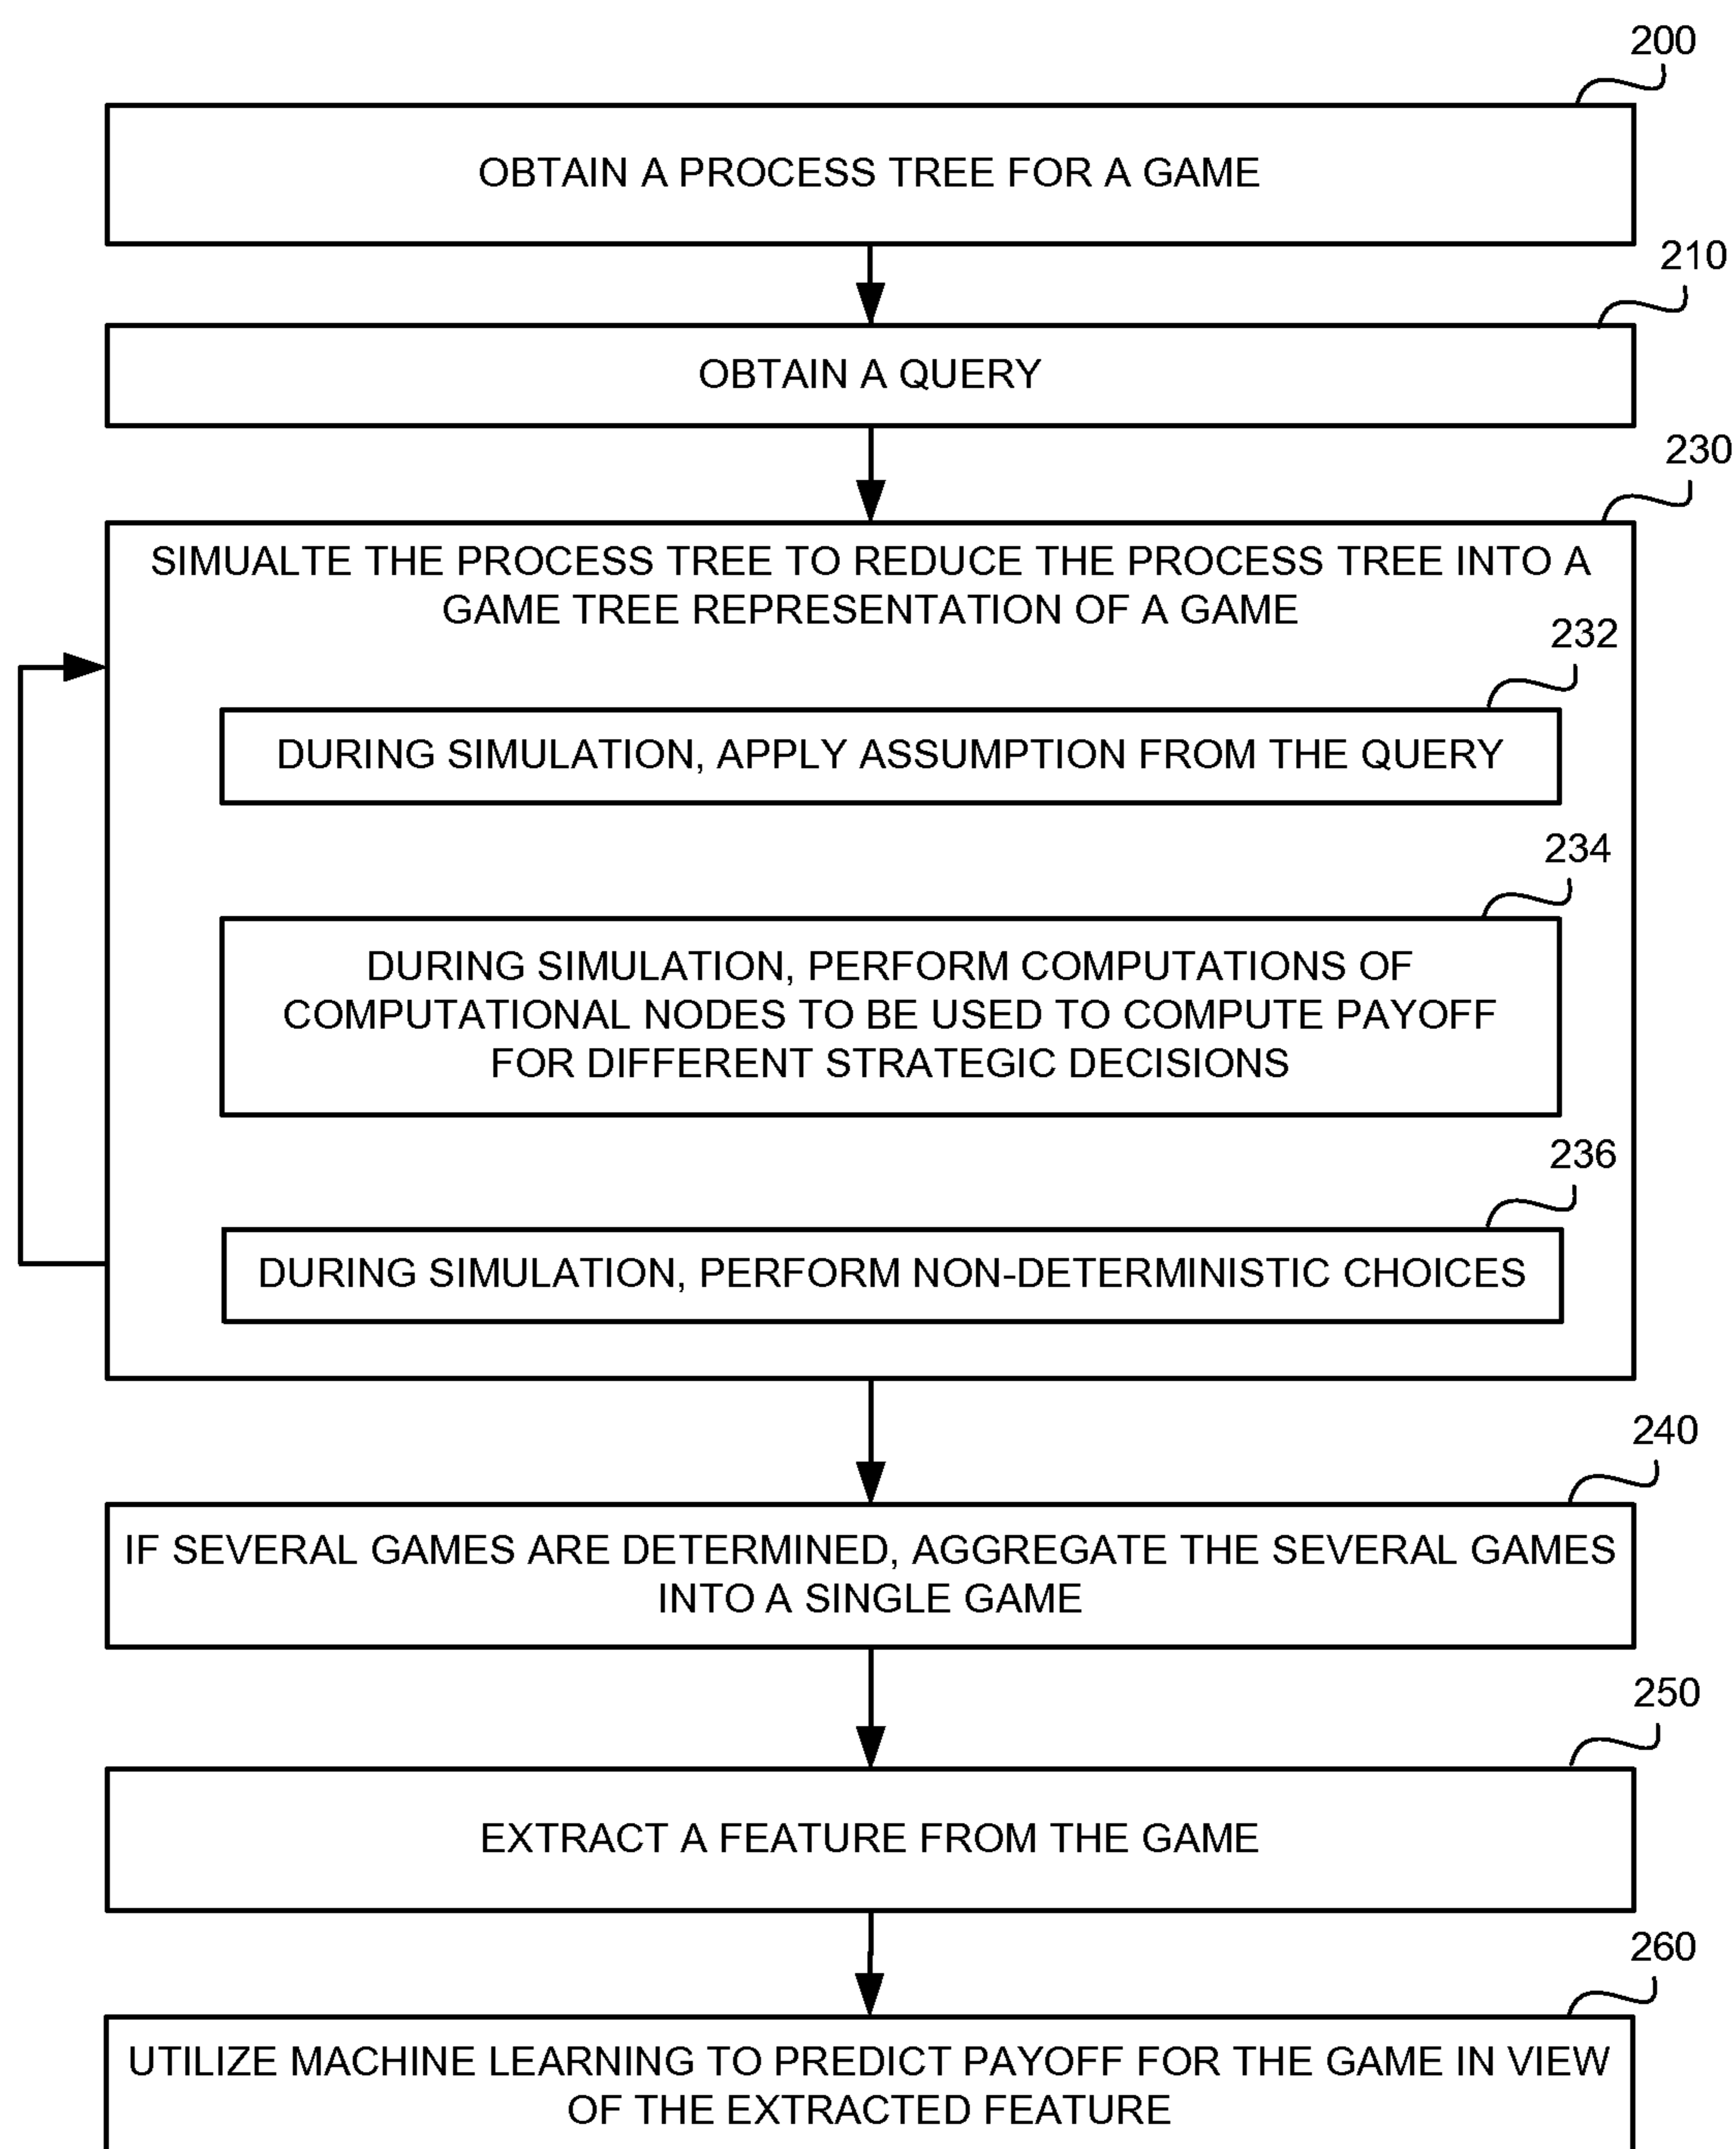 200
OBTAIN A PROCESS TREE FOR A GAME
210
OBTAIN A QUERY
230
SIMUALTE THE PROCESS TREE TO REDUCE THE PROCESS TREE INTO A
GAME TREE REPRESENTATION OF A GAME
232
DURING SIMULATION, APPLY ASSUMPTION FROM THE QUERY
234
DURING SIMULATION, PERFORM COMPUTATIONS OF
COMPUTATIONAL NODES TO BE USED TO COMPUTE PAYOFF
FOR DIFFERENT STRATEGIC DECISIONS
236
DURING SIMULATION, PERFORM NON-DETERMINISTIC CHOICES
240
IF SEVERAL GAMES ARE DETERMINED, AGGREGATE THE SEVERAL GAMES
INTO A SINGLE GAME
250
EXTRACT A FEATURE FROM THE GAME
260
UTILIZE MACHINE LEARNING TO PREDICT PAYOFF FOR THE GAME IN VIEW
OF THE EXTRACTED FEATURE